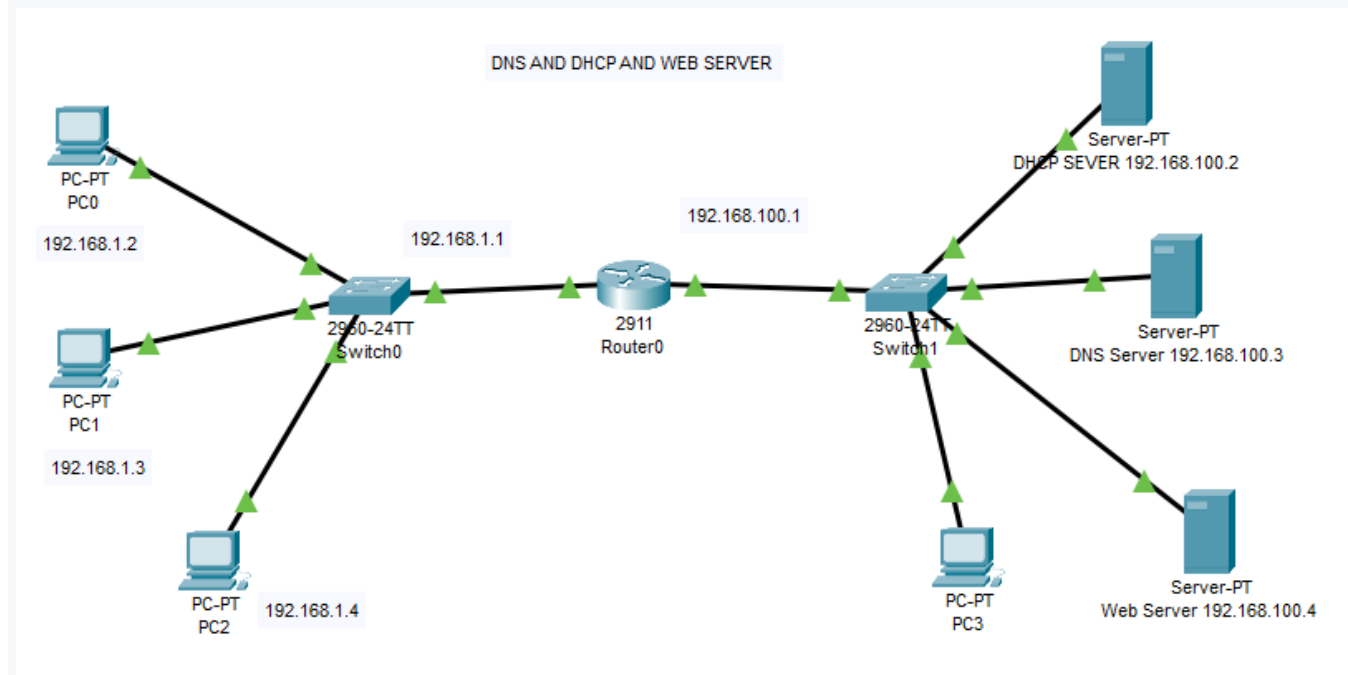 DNS AND DHCP AND WEB SERVER
PC-PT
PC0
192.168.1.2
192.168.1.1
192.168.100.1
Server-PT
DHCP SEVER 192.168.100.2
2960-24TT
Switch0
2911
Router0
2960-24TT
Switch1
Server-PT
DNS Server 192.168.100.3
PC-PT
PC1
192.168.1.3
PC-PT
PC2
192.168.1.4
PC-PT
PC3
Server-PT
Web Server 192.168.100.4